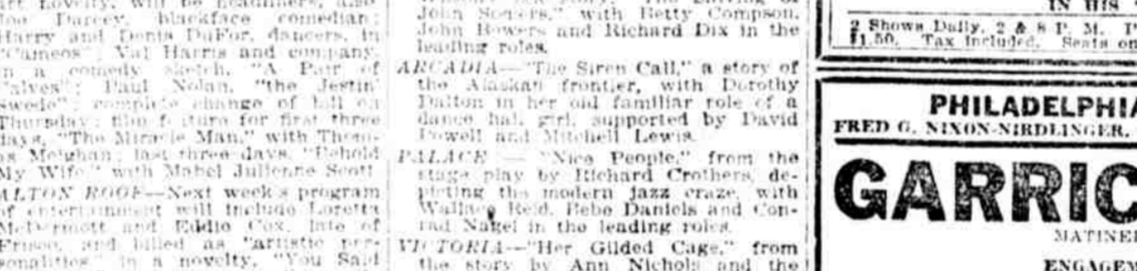 Joe Darcey, blackface comedian;
Harry and Denis DuFor, dancers, in
"Cameos"; Val Harris and company,
in a comedy sketch, "A Pair of
Paul Nolan, "the Jestin'
Swede"; complete change of bill on
Thursday; film feature for first three
days, "The Miracle Man," with Thom-
as Meighan; last three days, "Behold
My Wife," with Mabel Julienne Scott
ALTON ROOF—Next week's program
of entertainment will include Loretta
McDermott and Eddie Cox, late of
Frisco, and billed as "artistic per-
sonalities" in a novelty, "You Said
John Sowers," with Betty Compson,
John Bowers and Richard Dix in the
leading roles.
ARCADIA—"The Siren Call," a story of
the Alaskan frontier, with Dorothy
Dalton in her old familiar role of a
dance hall girl, supported by David
Powell and Mitchell Lewis.
PALACE — "Nice People," from the
stage play by Richard Crothers, de-
picting the modern jazz craze, with
Wallace Reid, Bebe Daniels and Con-
rad Nagel in the leading roles.
VICTORIA—"Her Gilded Cage," from
the story by Ann Nichols and the
IN HIS
2 Shows Daily, 2 & 8 P. M.
$1.50. Tax Included. Seats on
PHILADELPHIA
FRED G. NIXON-NIRDLINGER,
GARRIC
MATINEE
ENGAGEM